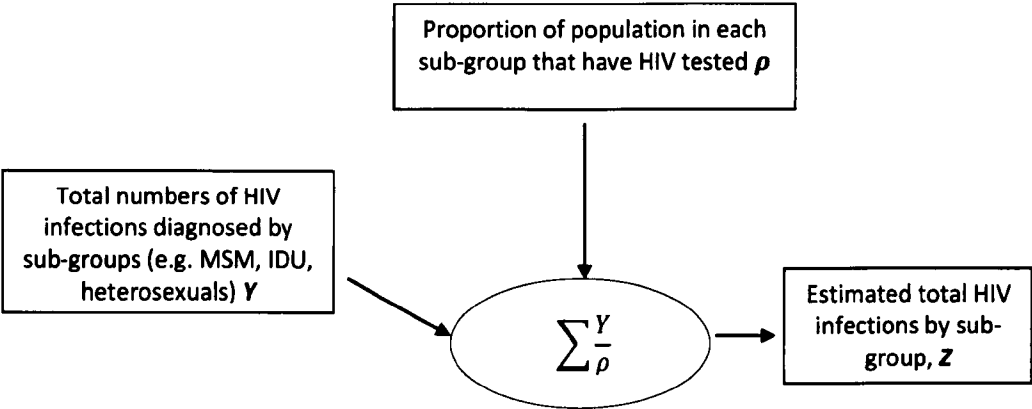 Proportion of population in each
sub-group that have HIV tested ρ
Total numbers of HIV
infections diagnosed by
sub-groups (e.g. MSM, IDU,
heterosexuals) Y
∑ Y/ρ
Estimated total HIV
infections by sub-
group, Z